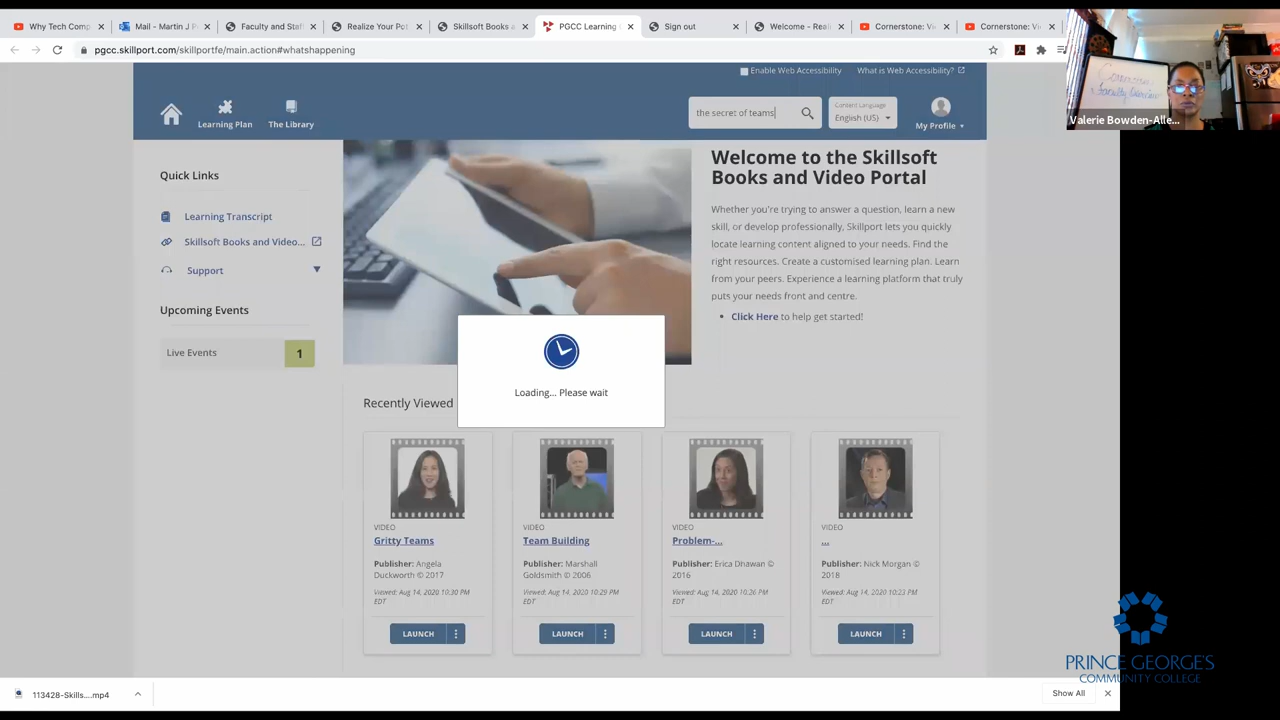 Why Tech Comp
Mail - Martin J P
Faculty and Staff
Realize Your Pot
Skillsoft Books a
PGCC Learning
Sign out
Welcome - Real
Cornerstone: Vi
Cornerstone: Vi
pgcc.skillport.com/skillportfe/main.action#whatshappening
Enable Web Accessibility
What is Web Accessibility?
Learning Plan
The Library
the secret of teams
Content Language
English (US)
My Profile
Cornerstone
Faculty Overview
Valerie Bowden-Alle...
Quick Links
Learning Transcript
Skillsoft Books and Video...
Support
Upcoming Events
Live Events
1
Welcome to the Skillsoft
Books and Video Portal
Whether you're trying to answer a question, learn a new
skill, or develop professionally, Skillport lets you quickly
locate learning content aligned to your needs. Find the
right resources. Create a customised learning plan. Learn
from your peers. Experience a learning platform that truly
puts your needs front and centre.
• Click Here to help get started!
Loading... Please wait
Recently Viewed
VIDEO
Gritty Teams
Publisher: Angela
Duckworth © 2017
Viewed: Aug 14, 2020 10:30 PM
EDT
LAUNCH
VIDEO
Team Building
Publisher: Marshall
Goldsmith © 2006
Viewed: Aug 14, 2020 10:29 PM
EDT
LAUNCH
VIDEO
Problem-...
Publisher: Erica Dhawan ©
2016
Viewed: Aug 14, 2020 10:26 PM
EDT
LAUNCH
VIDEO
...
Publisher: Nick Morgan ©
2018
Viewed: Aug 14, 2020 10:23 PM
EDT
LAUNCH
PRINCE GEORGE'S
COMMUNITY COLLEGE
113428-Skills....mp4
Show All